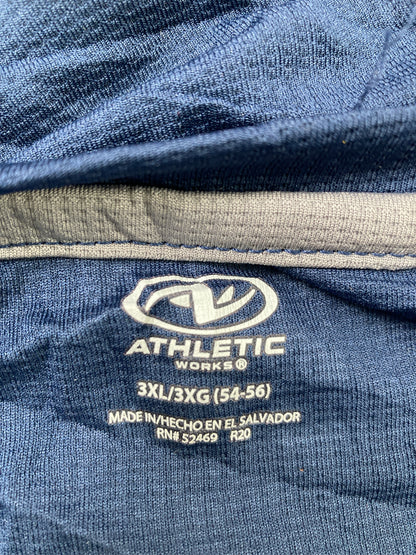 ATHLETIC
WORKS®
3XL/3XG (54-56)
MADE IN/HECHO EN EL SALVADOR
RN# 52469 R20